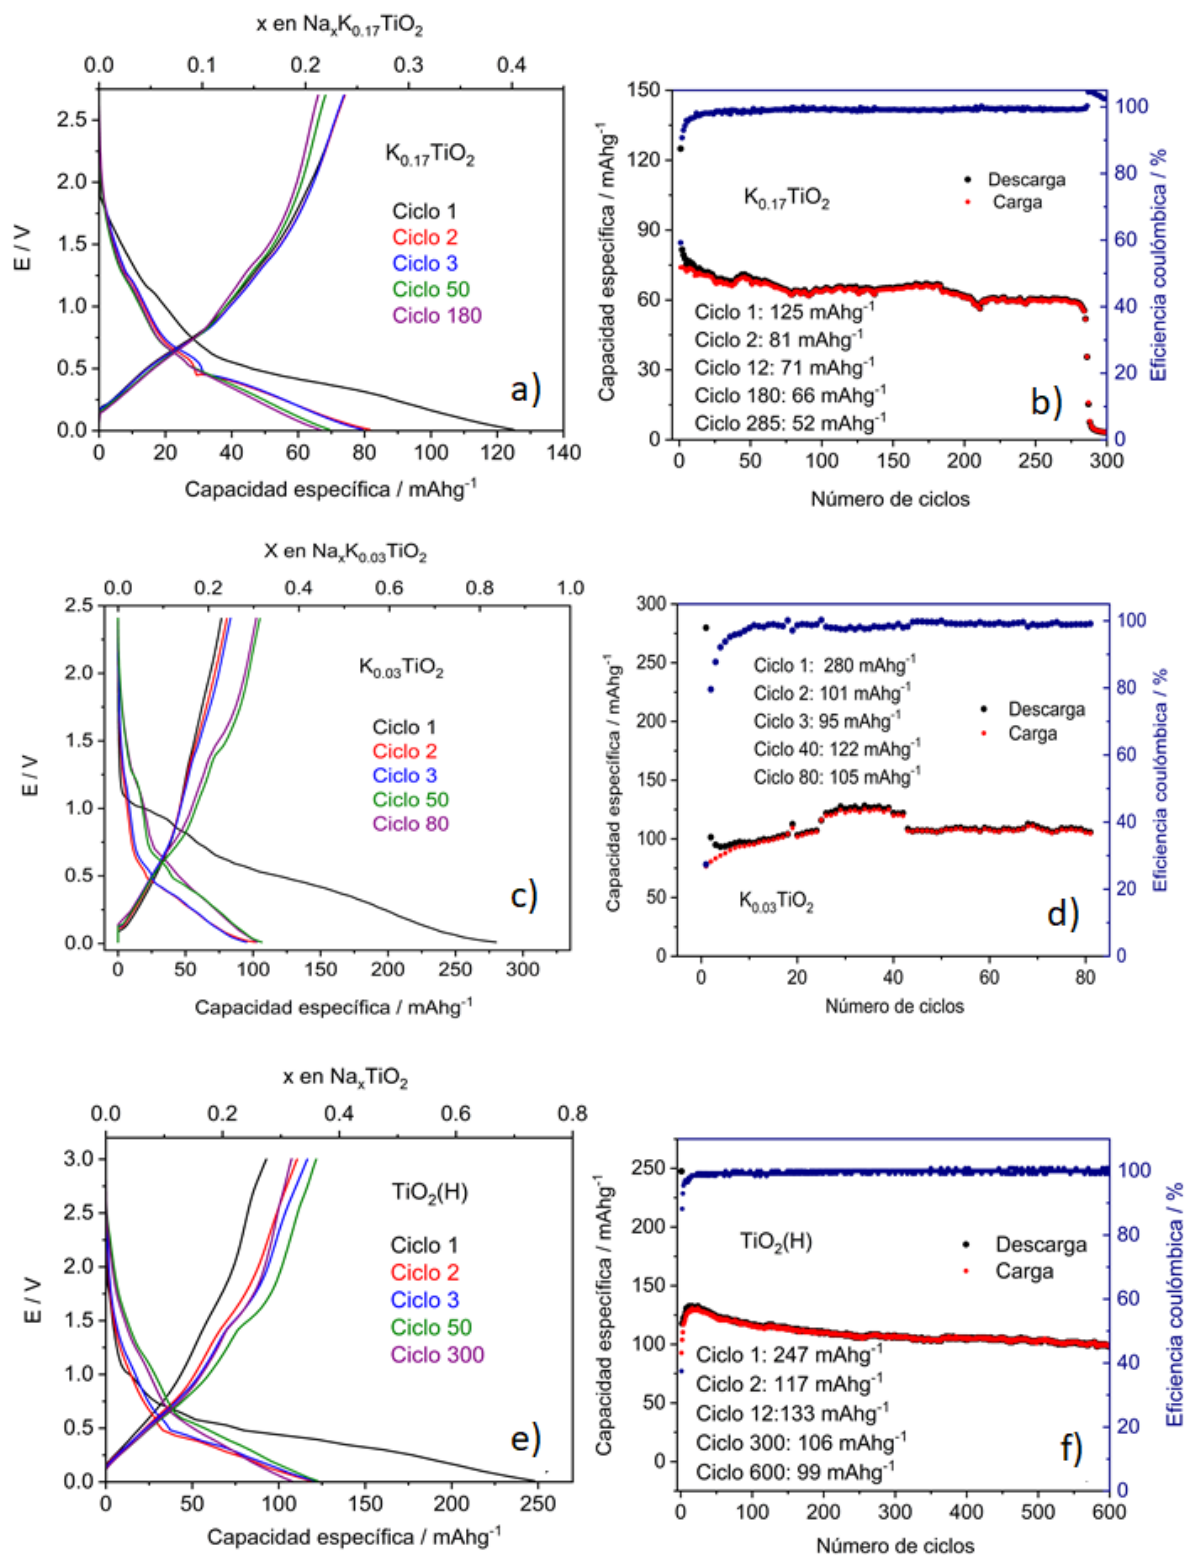 x en NaxK0.17TiO2
0.0 0.1 0.2 0.3 0.4
2.5
2.0
1.5
1.0
0.5
0.0
E / V
K0.17TiO2
Ciclo 1
Ciclo 2
Ciclo 3
Ciclo 50
Ciclo 180
a)
0 20 40 60 80 100 120 140
Capacidad específica / mAhg-1
150
120
90
60
30
0
Capacidad específica / mAhg-1
K0.17TiO2
Descarga
Carga
Ciclo 1: 125 mAhg-1
Ciclo 2: 81 mAhg-1
Ciclo 12: 71 mAhg-1
Ciclo 180: 66 mAhg-1
Ciclo 285: 52 mAhg-1
b)
100
80
60
40
20
0
Eficiencia coulómbica / %
0 50 100 150 200 250 300
Número de ciclos
X en NaxK0.03TiO2
0.0 0.2 0.4 0.6 0.8 1.0
2.5
2.0
1.5
1.0
0.5
0.0
E / V
K0.03TiO2
Ciclo 1
Ciclo 2
Ciclo 3
Ciclo 50
Ciclo 80
c)
0 50 100 150 200 250 300
Capacidad específica / mAhg-1
300
250
200
150
100
50
0
Capacidad específica / mAhg-1
Ciclo 1: 280 mAhg-1
Ciclo 2: 101 mAhg-1
Ciclo 3: 95 mAhg-1
Ciclo 40: 122 mAhg-1
Ciclo 80: 105 mAhg-1
Descarga
Carga
K0.03TiO2
d)
100
80
60
40
20
0
Eficiencia coulómbica / %
0 20 40 60 80
Número de ciclos
x en NaxTiO2
0.0 0.2 0.4 0.6 0.8
3.0
2.5
2.0
1.5
1.0
0.5
0.0
E / V
TiO2(H)
Ciclo 1
Ciclo 2
Ciclo 3
Ciclo 50
Ciclo 300
e)
0 50 100 150 200 250
Capacidad específica / mAhg-1
250
200
150
100
50
0
Capacidad específica / mAhg-1
TiO2(H)
Descarga
Carga
Ciclo 1: 247 mAhg-1
Ciclo 2: 117 mAhg-1
Ciclo 12:133 mAhg-1
Ciclo 300: 106 mAhg-1
Ciclo 600: 99 mAhg-1
f)
100
80
60
40
20
0
Eficiencia coulómbica / %
0 100 200 300 400 500 600
Número de ciclos